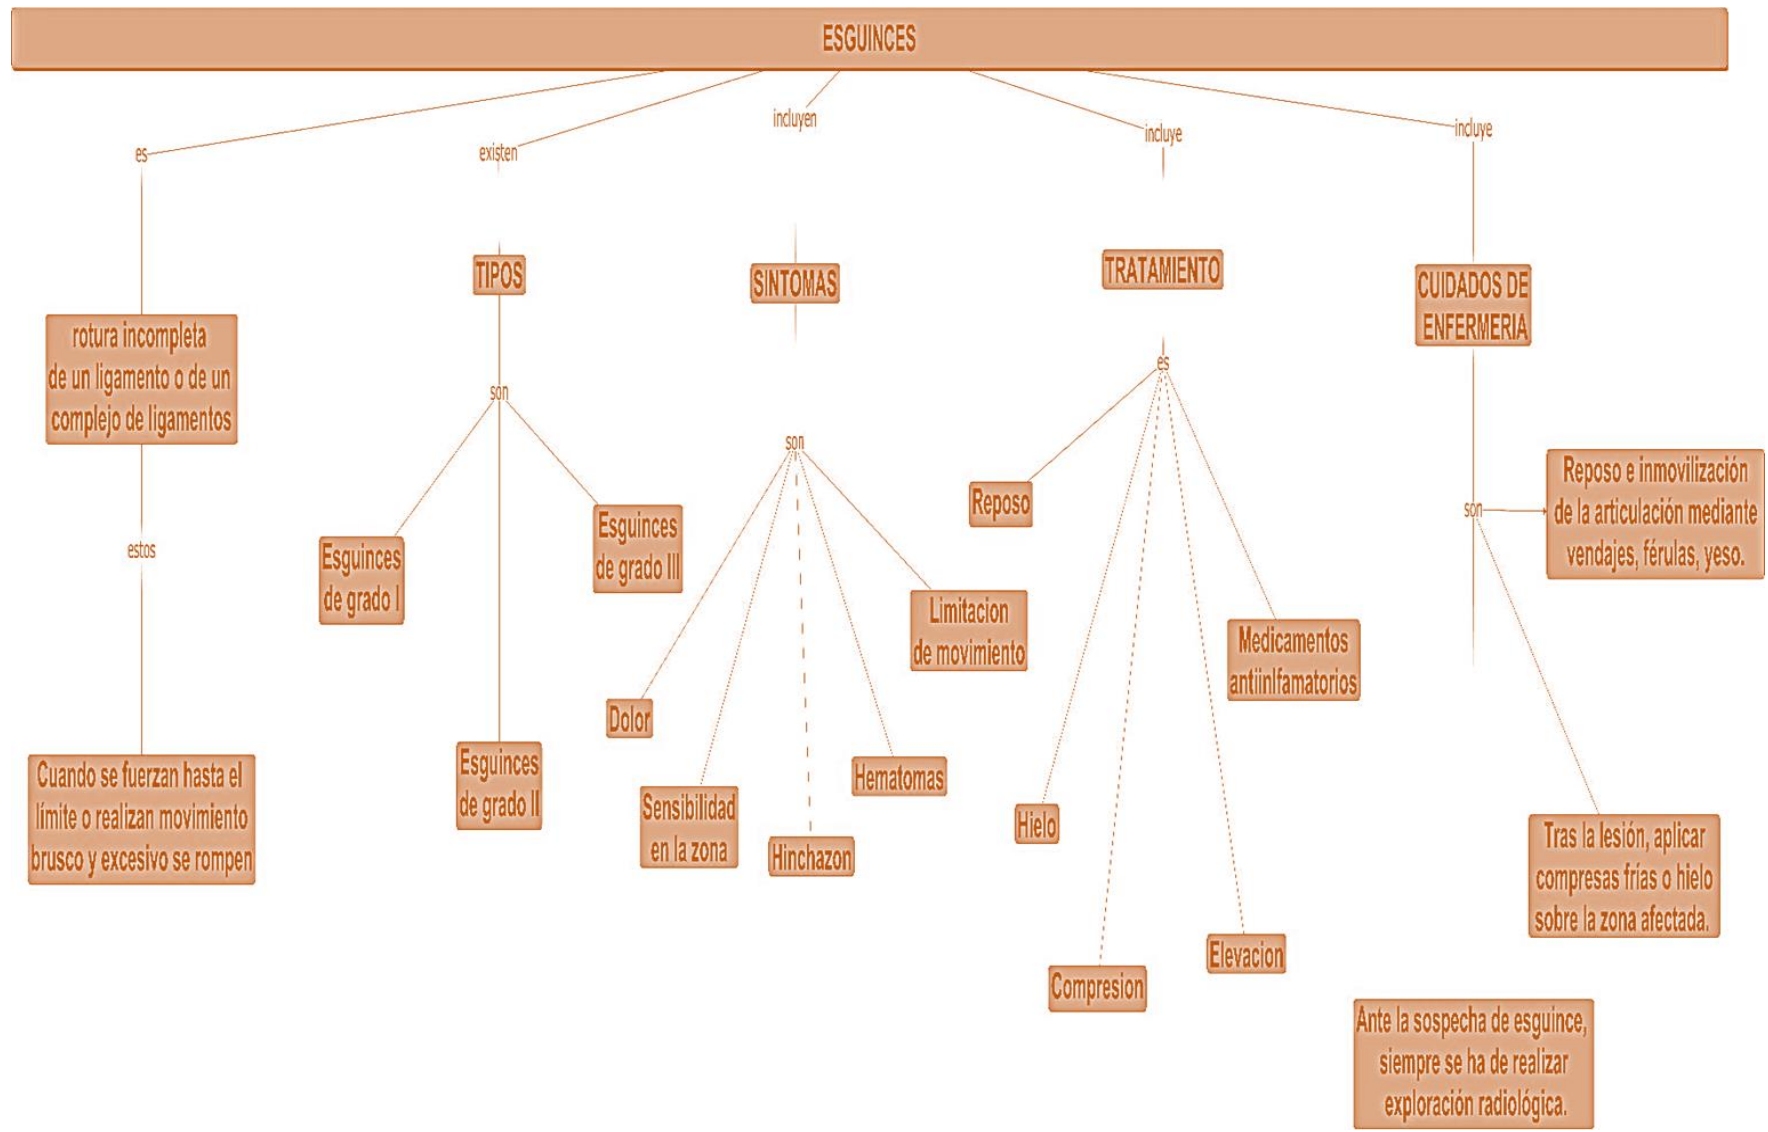 ESGUINCES
es
existen
incluyen
incluye
incluye
rotura incompleta
de un ligamento o de un
complejo de ligamentos
estos
Cuando se fuerzan hasta el
límite o realizan movimiento
brusco y excesivo se rompen
TIPOS
son
Esguinces
de grado I
Esguinces
de grado II
Esguinces
de grado III
SINTOMAS
son
Dolor
Sensibilidad
en la zona
Hinchazon
Hematomas
Limitacion
de movimiento
TRATAMIENTO
es
Reposo
Hielo
Compresion
Elevacion
Medicamentos
antiinlfamatorios
CUIDADOS DE
ENFERMERIA
son
Reposo e inmovilización
de la articulación mediante
vendajes, férulas, yeso.
Tras la lesión, aplicar
compresas frías o hielo
sobre la zona afectada.
Ante la sospecha de esguince,
siempre se ha de realizar
exploración radiológica.